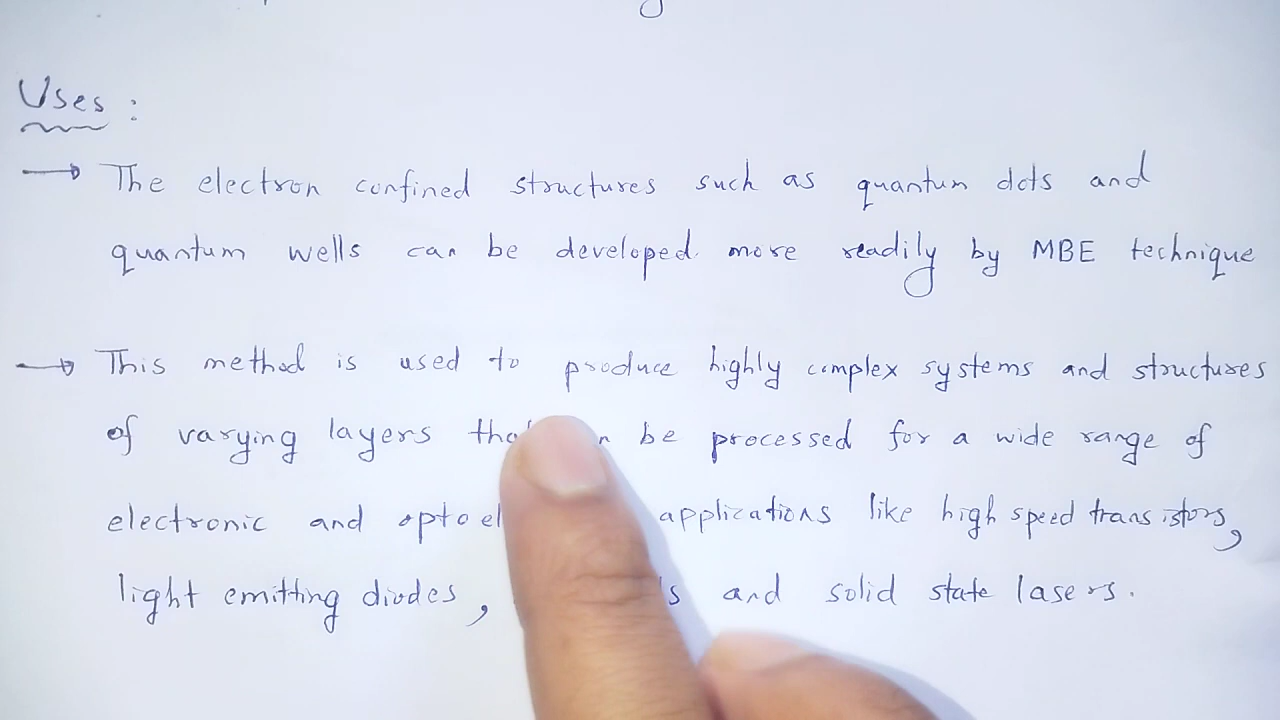 Uses :
→ The electron confined structures such as quantum dots and
quantum wells can be developed. more readily by MBE technique
→ This method is used to produce highly complex systems and structures
of varying layers be processed for a wide range of
electronic and applications like high speed transistors,
light emitting diodes, and solid state lasers.